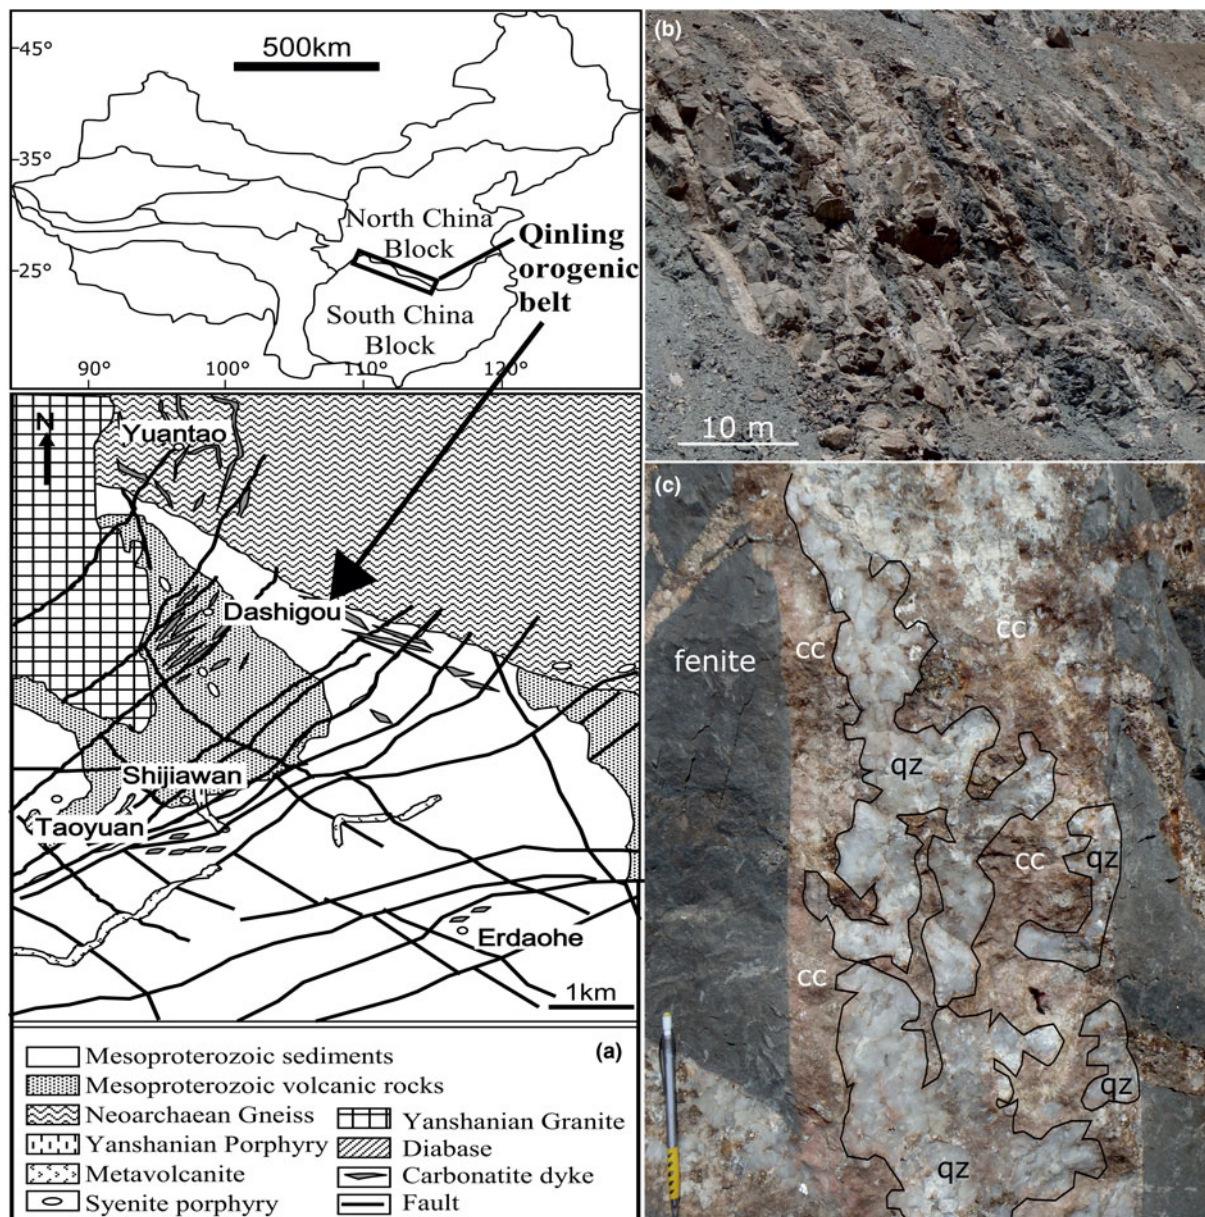 500km
45°
35°
25°
North China
Block
Qinling
orogenic
belt
South China
Block
90°
100°
110°
120°
N
Yuantao
Dashigou
Shijiawan
Taoyuan
Erdaohe
1km
(a)
Mesoproterozoic sediments
Mesoproterozoic volcanic rocks
Neoarchaean Gneiss
Yanshanian Porphyry
Metavolcanite
Syenite porphyry
Yanshanian Granite
Diabase
Carbonatite dyke
Fault
(b)
10 m
(c)
fenite
cc
cc
qz
cc
qz
cc
qz
qz